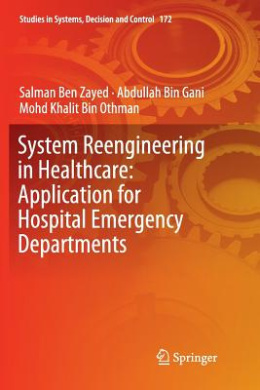 Studies in Systems, Decision and Control 172
Salman Ben Zayed · Abdullah Bin Gani
Mohd Khalit Bin Othman
System Reengineering
in Healthcare:
Application for
Hospital Emergency
Departments
Springer